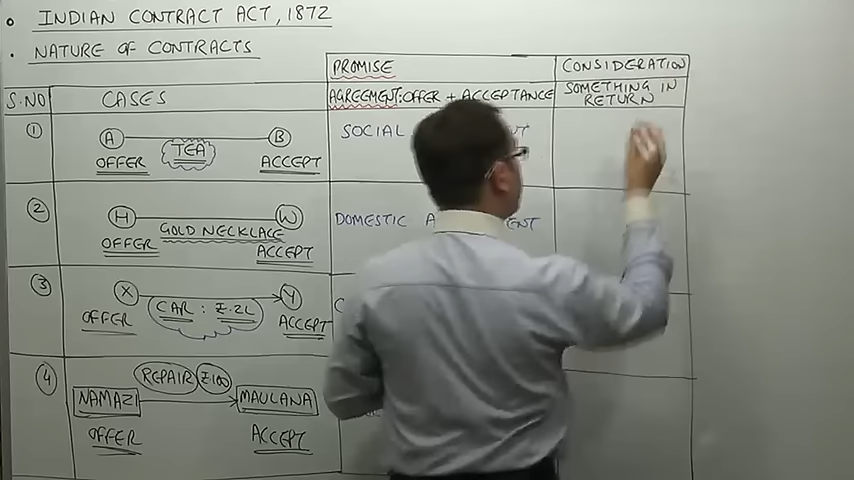 INDIAN CONTRACT ACT, 1872
NATURE OF CONTRACTS
PROMISE
CONSIDERATION
S.NO
CASES
AGREEMENT: OFFER + ACCEPTANCE
SOMETHING IN
RETURN
1
A
B
SOCIAL
OFFER
TEA
ACCEPT
2
H
W
DOMESTIC
OFFER
GOLD NECKLACE
ACCEPT
3
X
Y
CAR : ₹.2L
OFFER
ACCEPT
4
REPAIR
₹100
NAMAZI
MAULANA
OFFER
ACCEPT